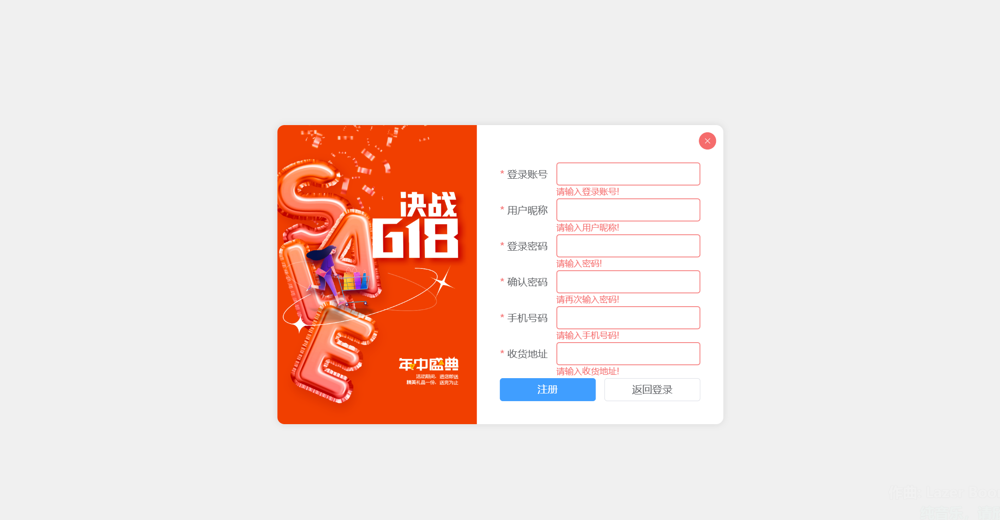 SALE
决战
618
年中盛典
活动期间，进店即送
精美礼品一份，送完为止
* 登录账号
请输入登录账号!
* 用户昵称
请输入用户昵称!
* 登录密码
请输入密码!
* 确认密码
请再次输入密码!
* 手机号码
请输入手机号码!
* 收货地址
请输入收货地址!
注册 返回登录
作曲: Lazer Boo
纯音乐，请